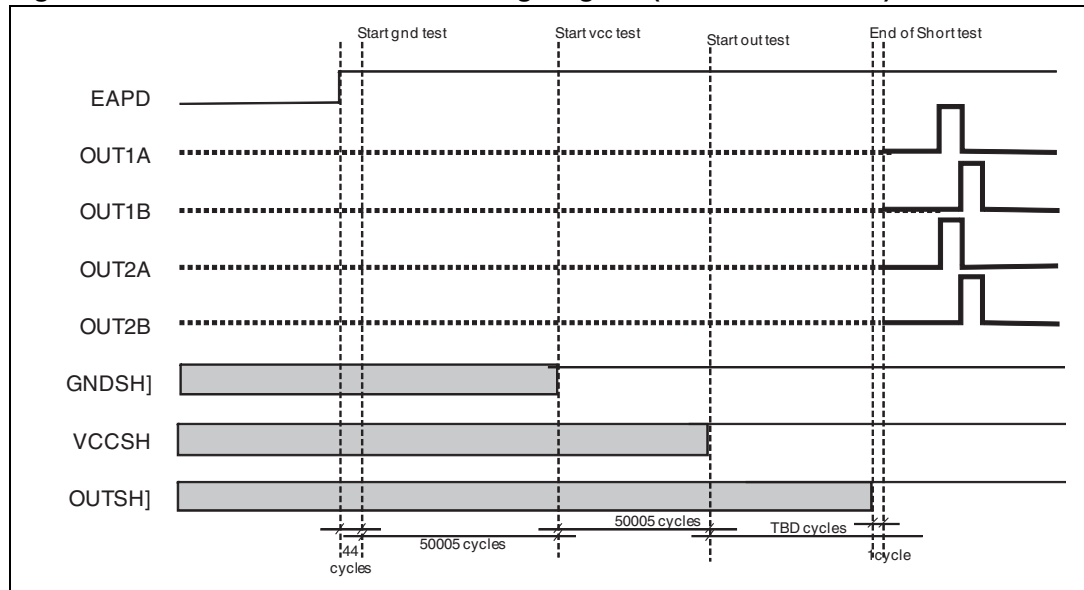 Start gnd test
Start vcc test
Start out test
End of Short test
EAPD
OUT1A
OUT1B
OUT2A
OUT2B
GNDSH]
VCCSH
OUTSH]
44
cycles
50005 cycles
50005 cycles
TBD cycles
1cycle